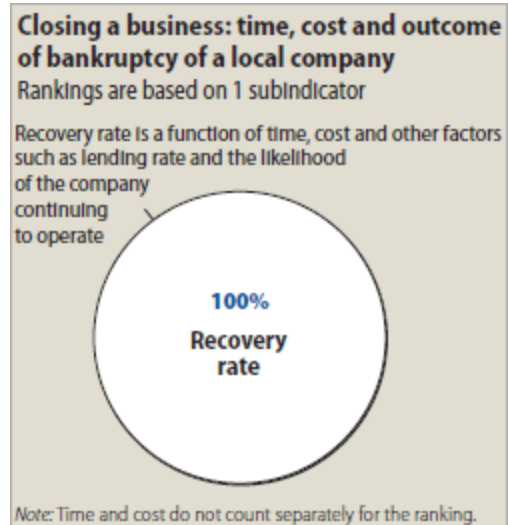 Closing a business: time, cost and outcome
of bankruptcy of a local company
Rankings are based on 1 subindicator
Recovery rate is a function of time, cost and other factors
such as lending rate and the likelihood
of the company
continuing
to operate
100%
Recovery
rate
Note: Time and cost do not count separately for the ranking.